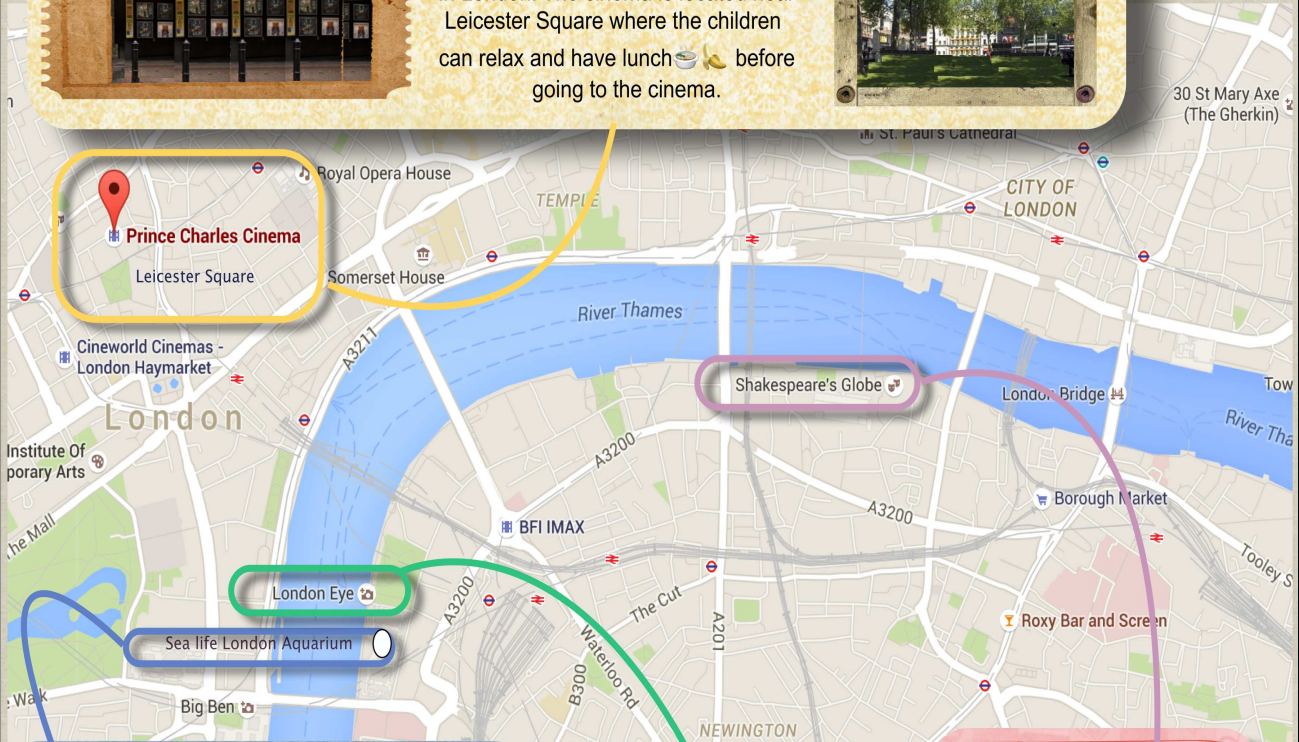 Leicester Square where the children
can relax and have lunch🍲🍌 before
going to the cinema.
30 St Mary Axe
(The Gherkin)
St. Paul's Cathedral
Royal Opera House
CITY OF
LONDON
TEMPLE
Prince Charles Cinema
Leicester Square
Somerset House
River Thames
A3211
Cineworld Cinemas -
London Haymarket
Shakespeare's Globe
London Bridge
Tow
London
River Tha
Institute Of
porary Arts
A3200
Borough Market
A3200
BFI IMAX
he Mall
Tooley S
London Eye
A3200
The Cut
A201
Roxy Bar and Screen
Sea life London Aquarium
Waterloo Rd
B300
Walk
Big Ben
NEWINGTON